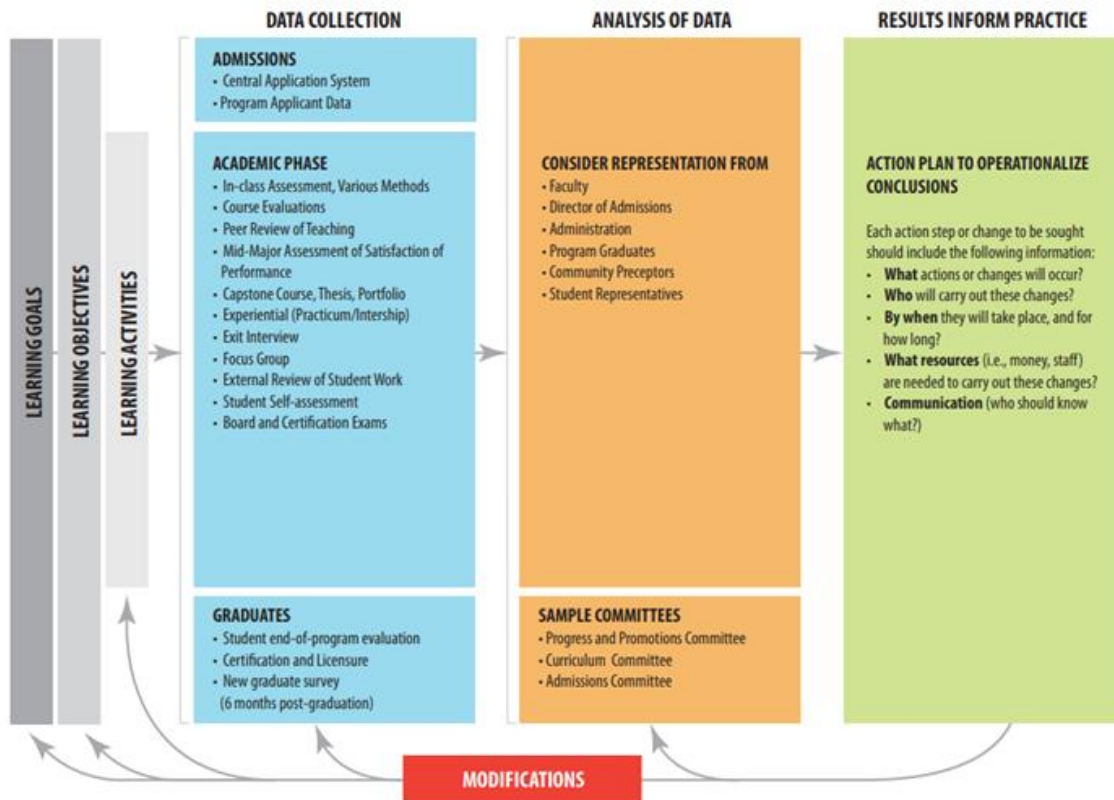 DATA COLLECTION
ANALYSIS OF DATA
RESULTS INFORM PRACTICE
LEARNING GOALS
LEARNING OBJECTIVES
LEARNING ACTIVITIES
ADMISSIONS
• Central Application System
• Program Applicant Data
ACADEMIC PHASE
• In-class Assessment, Various Methods
• Course Evaluations
• Peer Review of Teaching
• Mid-Major Assessment of Satisfaction of
Performance
• Capstone Course, Thesis, Portfolio
• Experiential (Practicum/Intership)
• Exit Interview
• Focus Group
• External Review of Student Work
• Student Self-assessment
• Board and Certification Exams
GRADUATES
• Student end-of-program evaluation
• Certification and Licensure
• New graduate survey
(6 months post-graduation)
CONSIDER REPRESENTATION FROM
• Faculty
• Director of Admissions
• Administration
• Program Graduates
• Community Preceptors
• Student Representatives
SAMPLE COMMITTEES
• Progress and Promotions Committee
• Curriculum Committee
• Admissions Committee
ACTION PLAN TO OPERATIONALIZE
CONCLUSIONS
Each action step or change to be sought
should include the following information:
• What actions or changes will occur?
• Who will carry out these changes?
• By when they will take place, and for
how long?
• What resources (i.e., money, staff)
are needed to carry out these changes?
• Communication (who should know
what?)
MODIFICATIONS